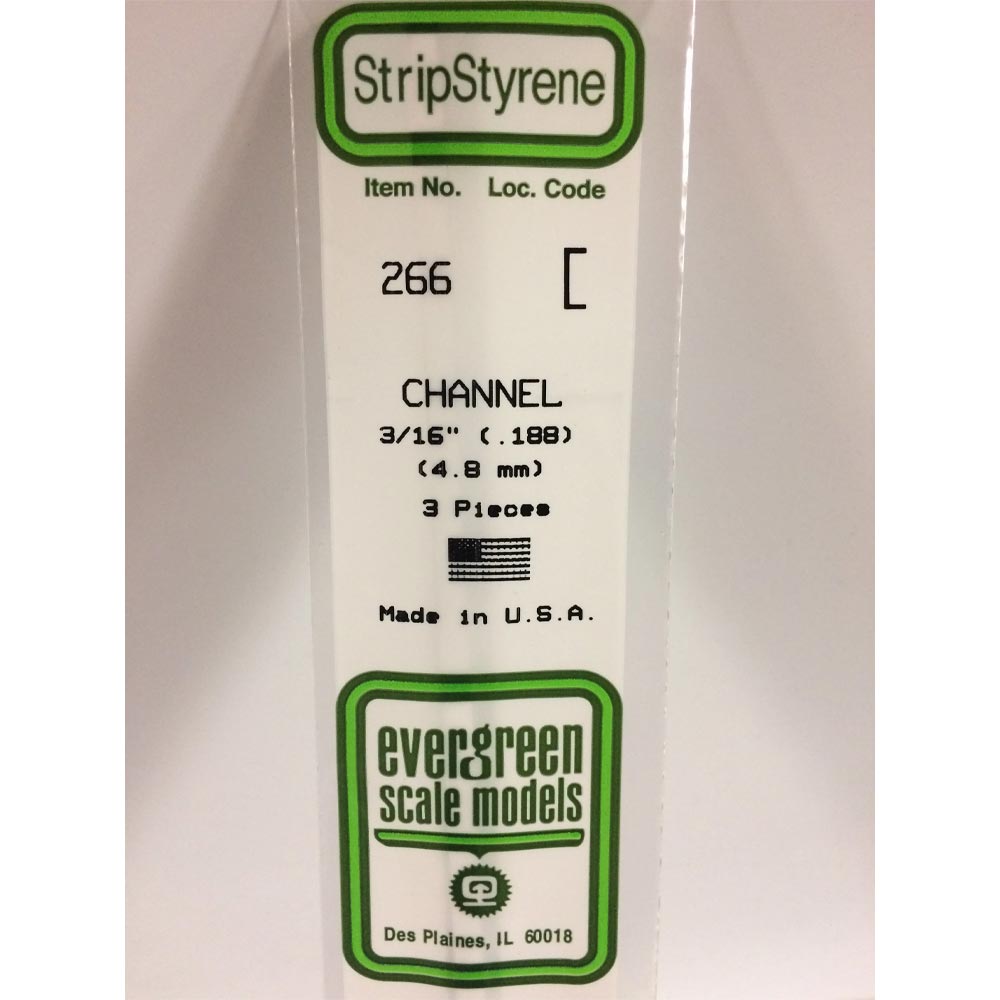 StripStyrene
Item No. Loc. Code
266 [
CHANNEL
3/16" (.188)
(4.8 mm)
3 Pieces
Made in U.S.A.
evergreen
scale models
Des Plaines, IL 60018